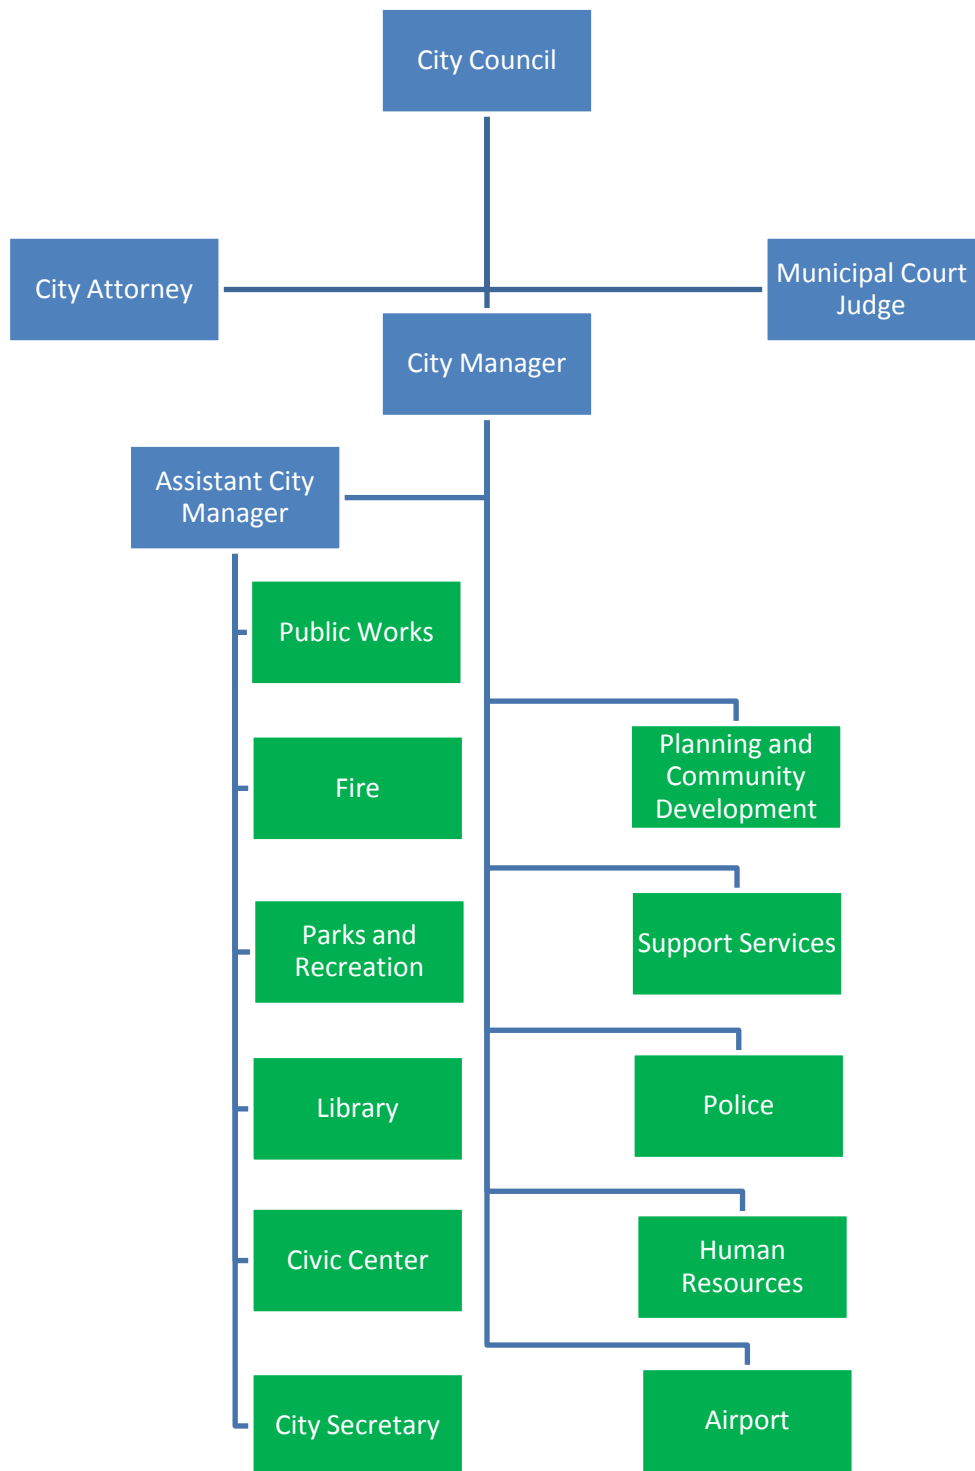 City Council
City Attorney
Municipal Court
Judge
City Manager
Assistant City
Manager
Public Works
Fire
Parks and
Recreation
Library
Civic Center
City Secretary
Planning and
Community
Development
Support Services
Police
Human
Resources
Airport